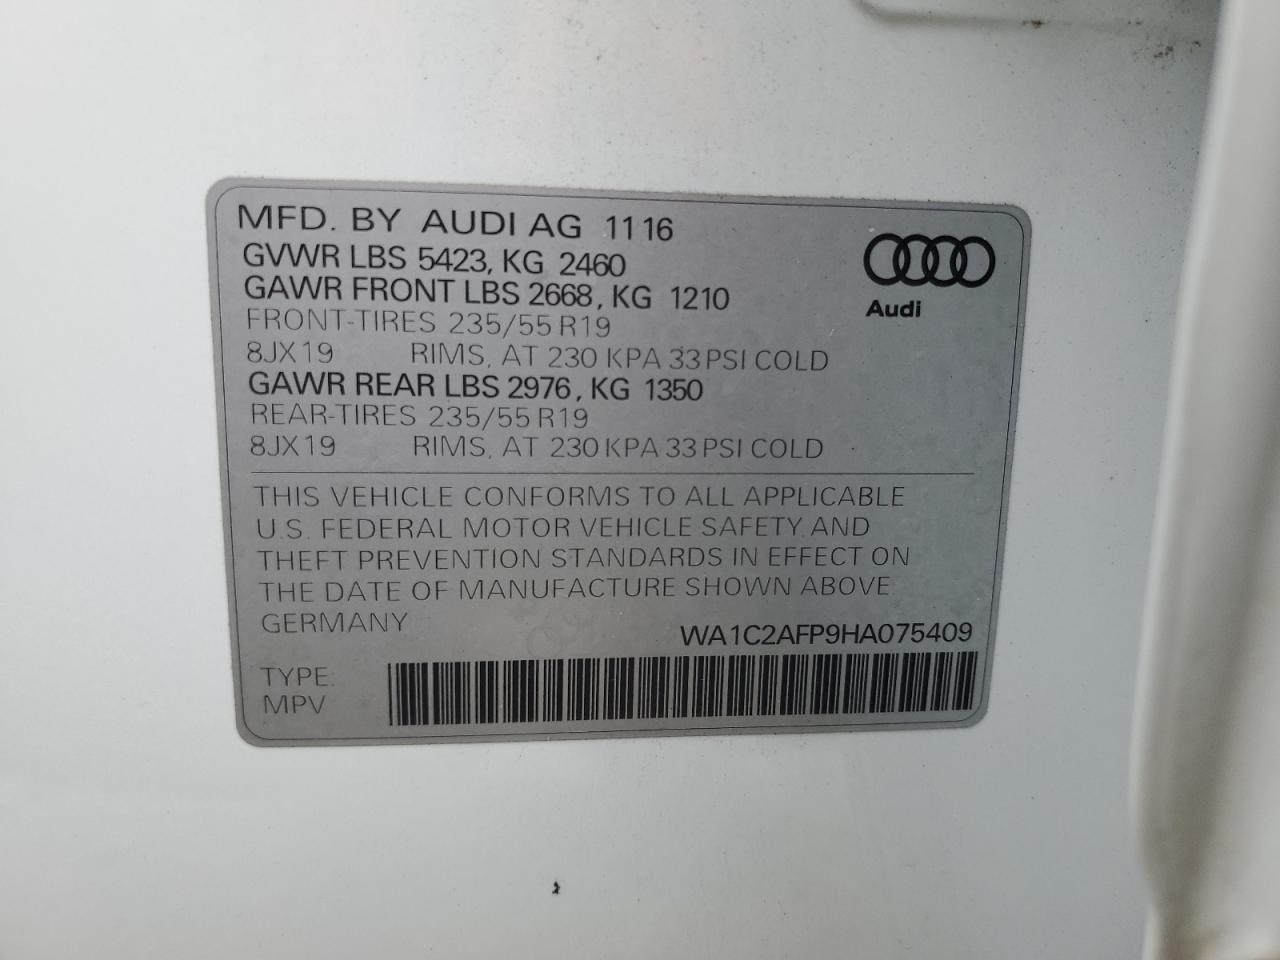 MFD. BY AUDI AG 1116
GVWR LBS 5423, KG 2460
GAWR FRONT LBS 2668, KG 1210
FRONT-TIRES 235/55 R19
8JX19 RIMS, AT 230 KPA 33 PSI COLD
GAWR REAR LBS 2976, KG 1350
REAR-TIRES 235/55 R19
8JX19 RIMS, AT 230 KPA 33 PSI COLD
Audi
THIS VEHICLE CONFORMS TO ALL APPLICABLE
U.S. FEDERAL MOTOR VEHICLE SAFETY AND
THEFT PREVENTION STANDARDS IN EFFECT ON
THE DATE OF MANUFACTURE SHOWN ABOVE.
GERMANY
WA1C2AFP9HA075409
TYPE:
MPV